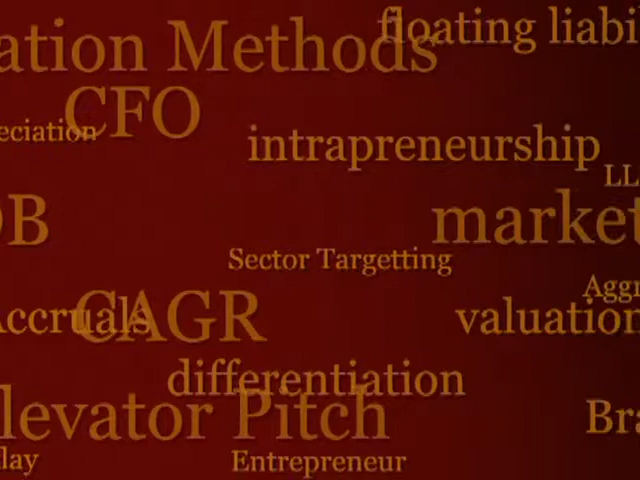 floating liabi
ation Methods
CFO
eciation
intrapreneurship
LL
market
B
Sector Targetting
Aggr
CAGR
Accruals
valuation
differentiation
levator Pitch
Bra
lay
Entrepreneur